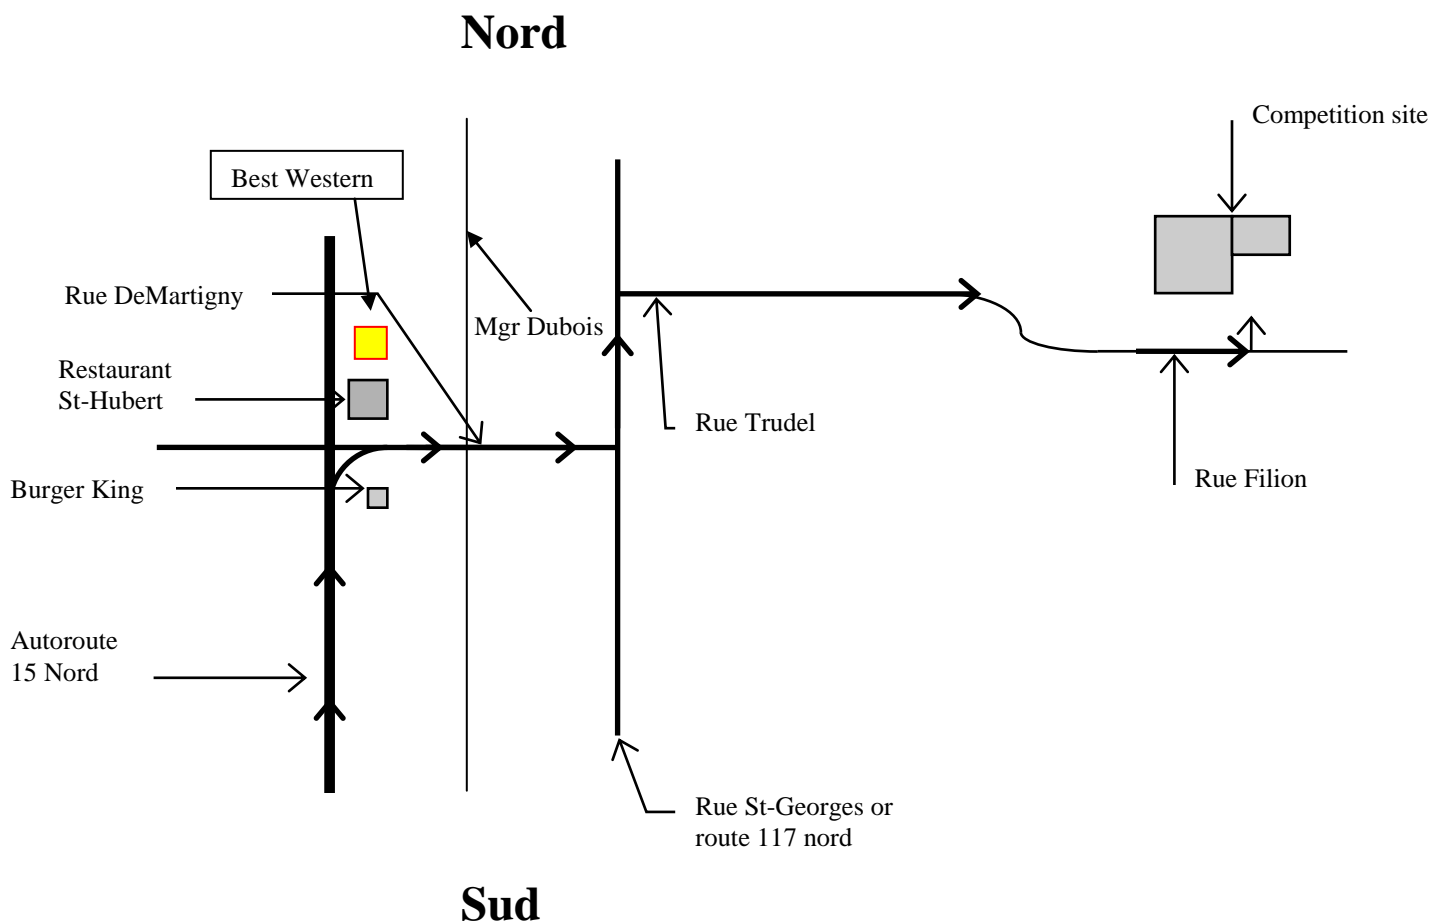 Nord
Competition site
Best Western
Rue DeMartigny
Mgr Dubois
Restaurant
St-Hubert
Rue Trudel
Burger King
Rue Filion
Autoroute
15 Nord
Rue St-Georges or
route 117 nord
Sud